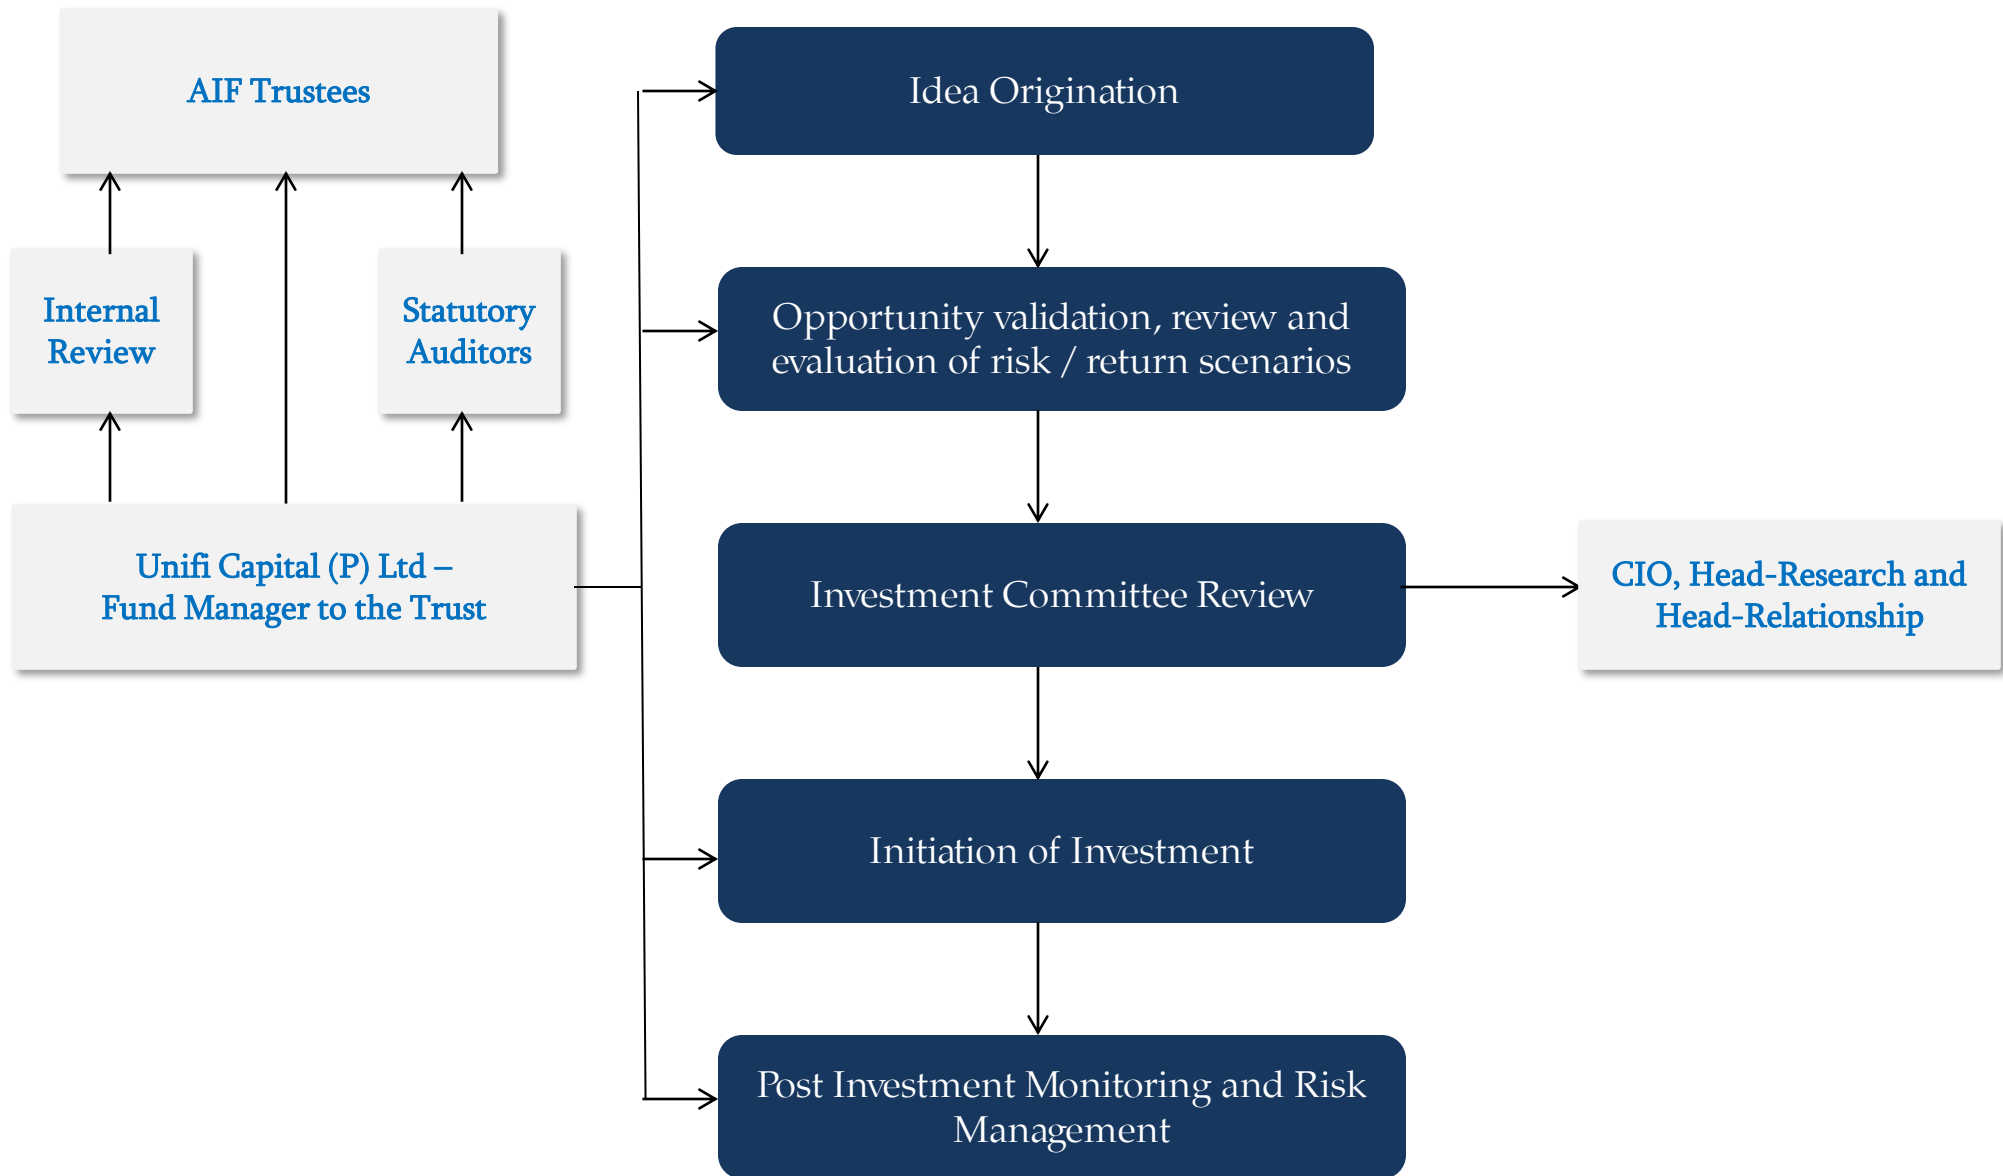 AIF Trustees
Internal
Review
Statutory
Auditors
Unifi Capital (P) Ltd –
Fund Manager to the Trust
Idea Origination
Opportunity validation, review and
evaluation of risk / return scenarios
Investment Committee Review
CIO, Head-Research and
Head-Relationship
Initiation of Investment
Post Investment Monitoring and Risk
Management